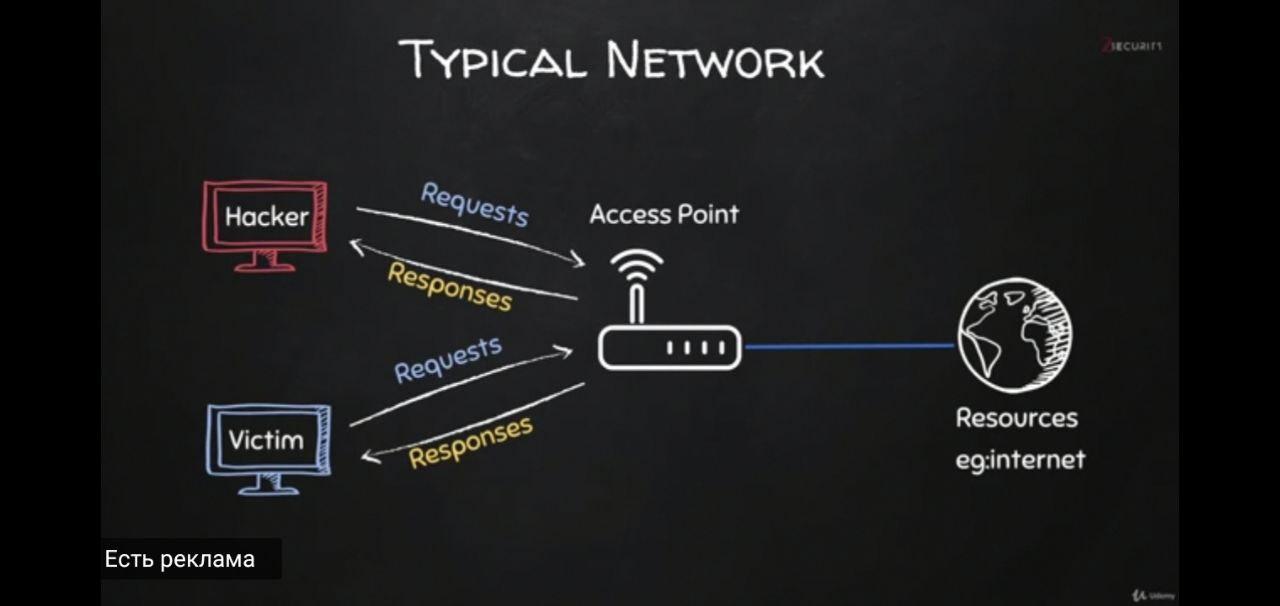 TYPICAL NETWORK
ZSECURITY
Hacker
Requests
Responses
Access Point
Requests
Responses
Victim
Resources
eg:internet
Есть реклама
Udemy